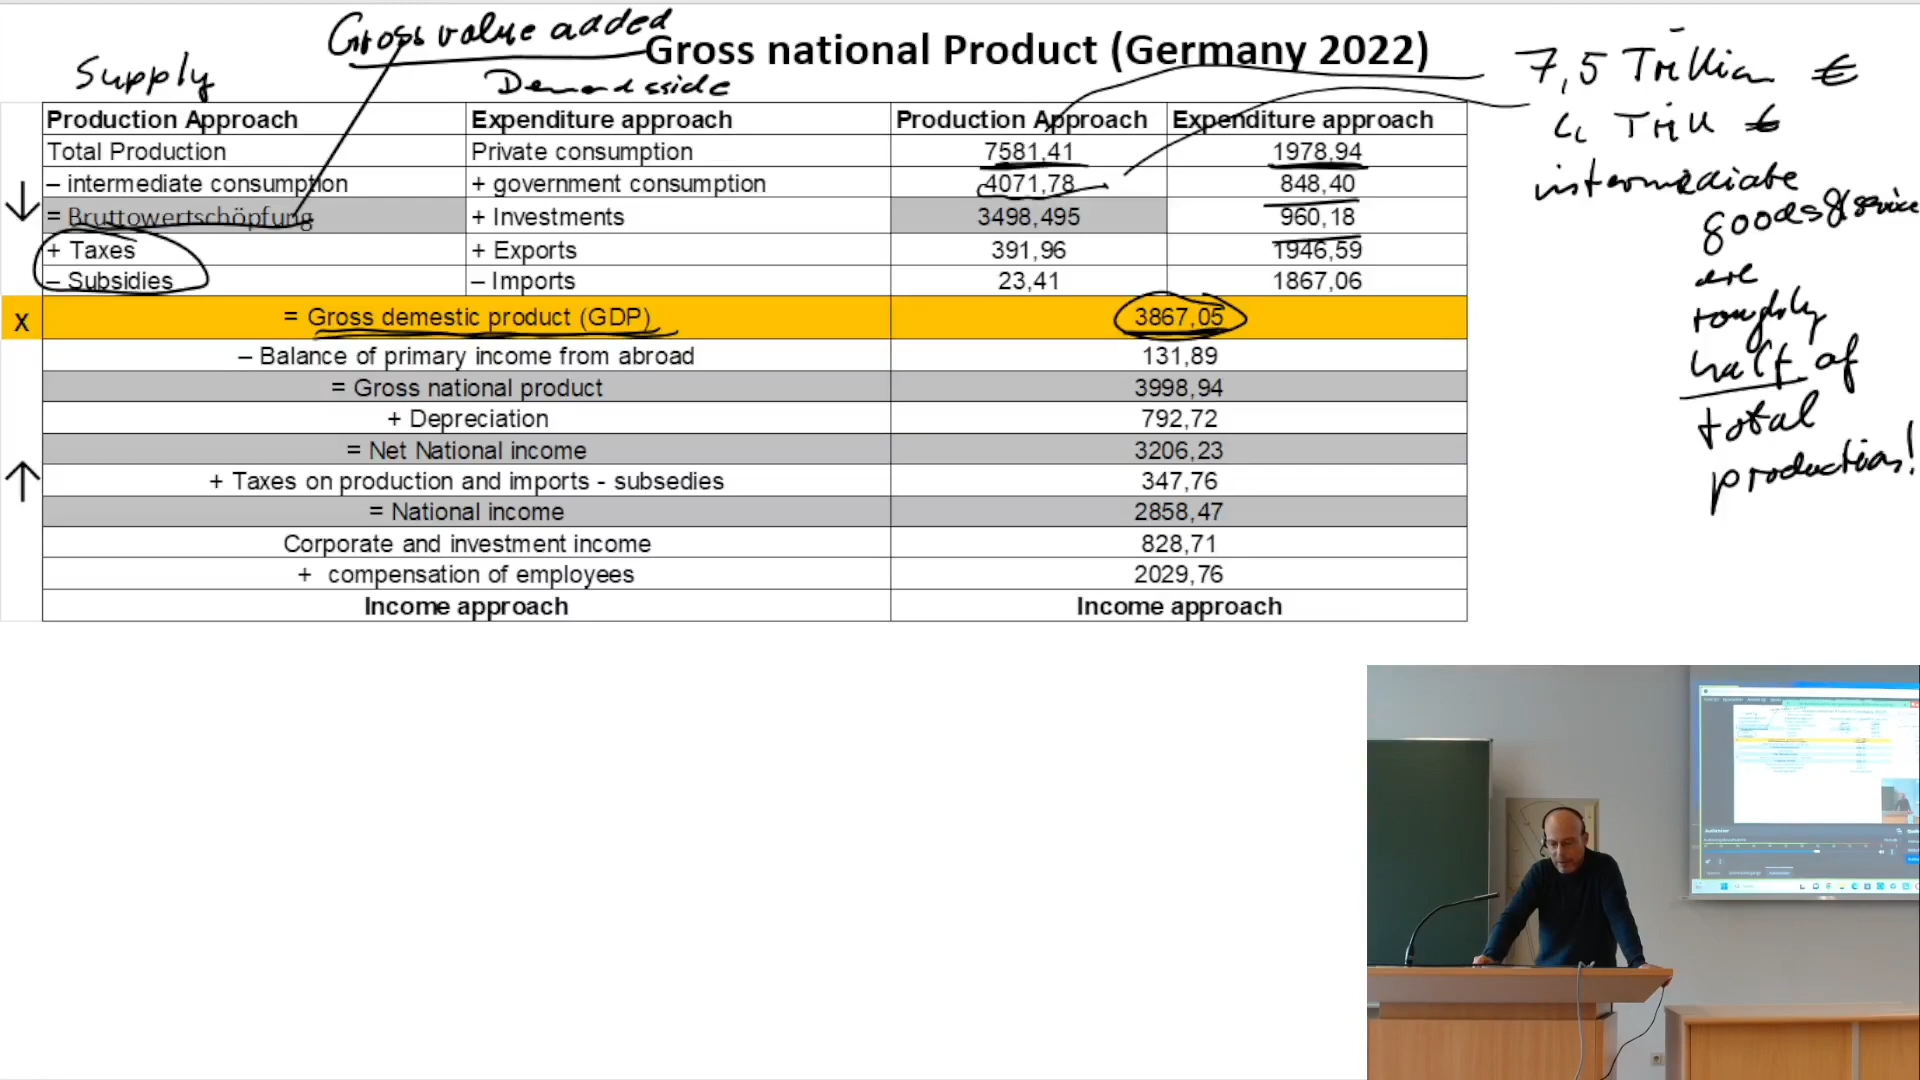 Gross value added
Gross national Product (Germany 2022)
Supply
Demand side
Production Approach Expenditure approach Production Approach Expenditure approach
Total Production Private consumption 7581,41 1978,94
– intermediate consumption + government consumption 4071,78 848,40
= Bruttowertschöpfung + Investments 3498,495 960,18
+ Taxes + Exports 391,96 1946,59
– Subsidies – Imports 23,41 1867,06
x = Gross demestic product (GDP) 3867,05
– Balance of primary income from abroad 131,89
= Gross national product 3998,94
+ Depreciation 792,72
= Net National income 3206,23
+ Taxes on production and imports - subsedies 347,76
= National income 2858,47
Corporate and investment income 828,71
+ compensation of employees 2029,76
Income approach Income approach
7,5 Trillion €
4 Trill €
intermediate
goods & service
are
roughly
half of
total
production!